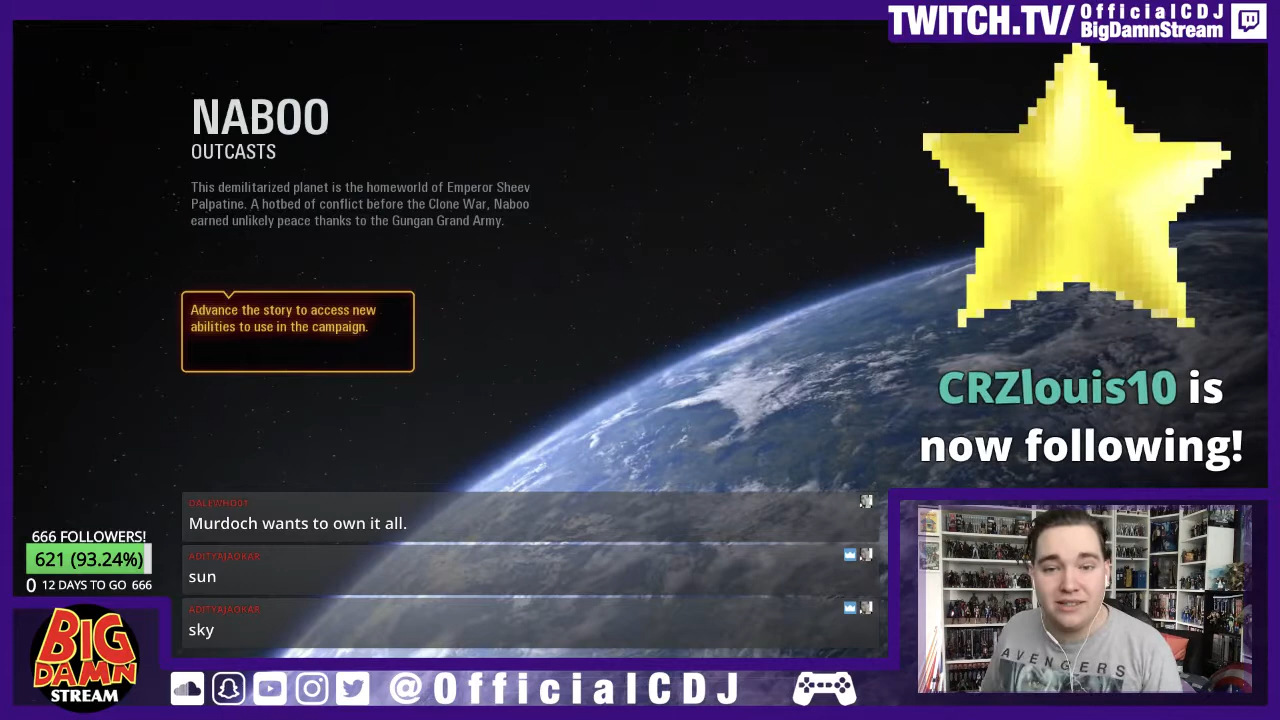 TWITCH.TV/ OfficialCDJ
BigDamnStream
NABOO
OUTCASTS
This demilitarized planet is the homeworld of Emperor Sheev
Palpatine. A hotbed of conflict before the Clone War, Naboo
earned unlikely peace thanks to the Gungan Grand Army.
Advance the story to access new
abilities to use in the campaign.
CRZlouis10 is
now following!
DALEWHO01
Murdoch wants to own it all.
ADITYAJAOKAR
sun
ADITYAJAOKAR
sky
666 FOLLOWERS!
621 (93.24%)
0 12 DAYS TO GO 666
BIG
DAMN
STREAM
@OfficialCDJ
AVENGERS